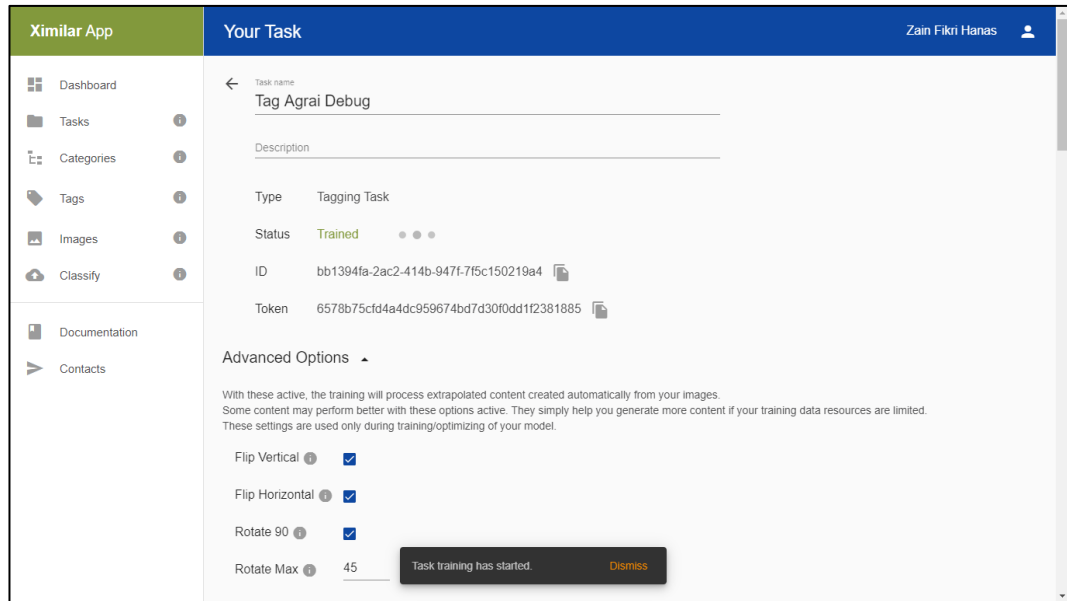 Ximilar App
Your Task
Zain Fikri Hanas
Dashboard
Tasks
Categories
Tags
Images
Classify
Documentation
Contacts
Task name
Tag Agrai Debug
Description
Type Tagging Task
Status Trained
ID bb1394fa-2ac2-414b-947f-7f5c150219a4
Token 6578b75cfd4a4dc959674bd7d30f0dd1f2381885
Advanced Options
With these active, the training will process extrapolated content created automatically from your images.
Some content may perform better with these options active. They simply help you generate more content if your training data resources are limited.
These settings are used only during training/optimizing of your model.
Flip Vertical
Flip Horizontal
Rotate 90
Rotate Max 45
Task training has started. Dismiss